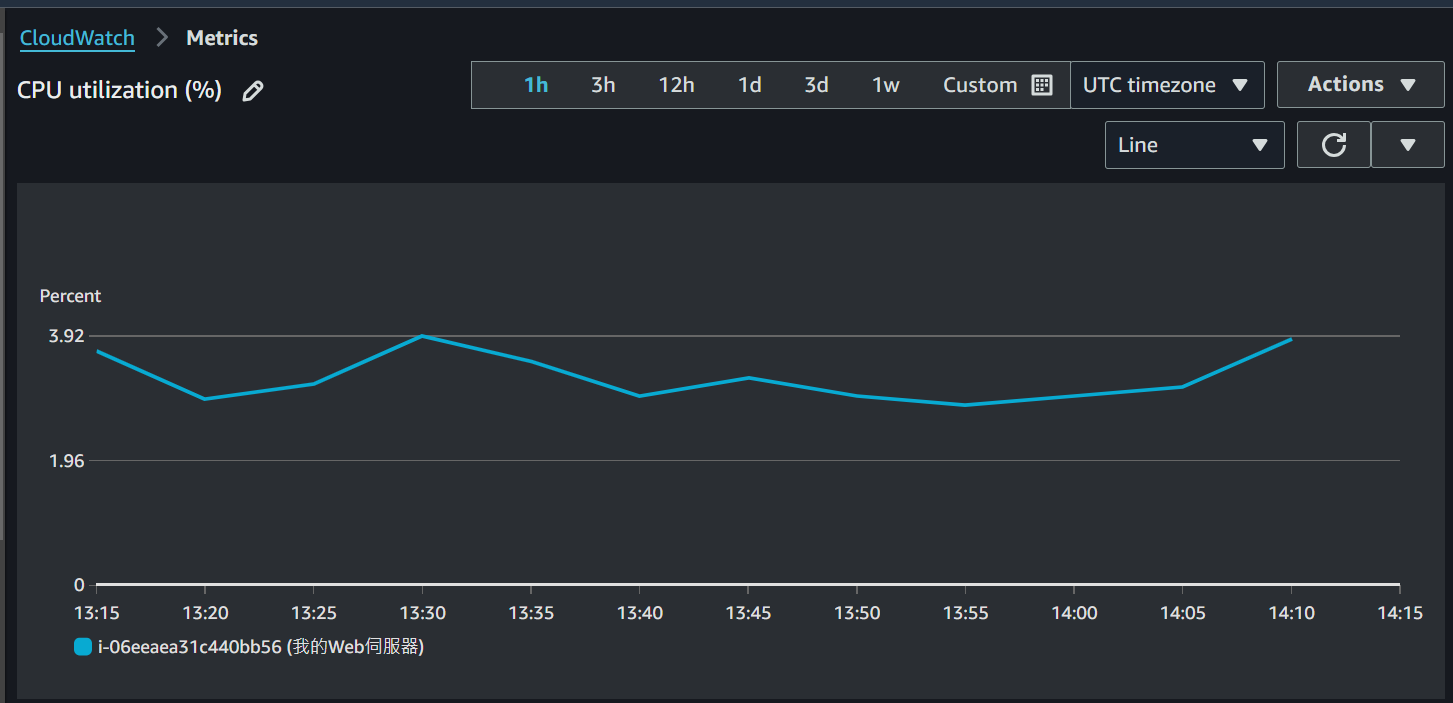 CloudWatch > Metrics
CPU utilization (%)
1h 3h 12h 1d 3d 1w Custom UTC timezone Actions
Line
Percent
3.92
1.96
0
13:15 13:20 13:25 13:30 13:35 13:40 13:45 13:50 13:55 14:00 14:05 14:10 14:15
i-06eeaea31c440bb56 (我的Web伺服器)